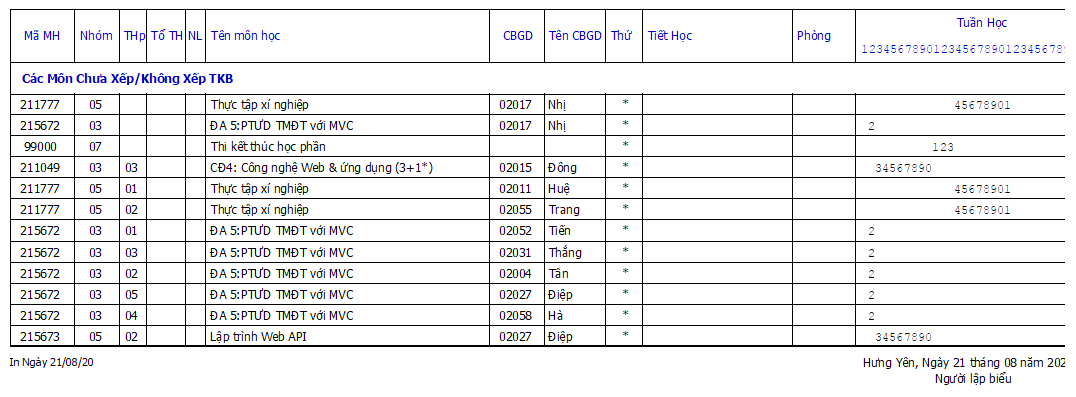 Mã MH Nhóm THp Tổ TH NL Tên môn học CBGD Tên CBGD Thứ Tiết Học Phòng Tuần Học
12345678901234567890123456789
Các Môn Chưa Xếp/Không Xếp TKB
211777 05 Thực tập xí nghiệp 02017 Nhị * 45678901
215672 03 ĐA 5:PTƯD TMĐT với MVC 02017 Nhị * 2
99000 07 Thi kết thúc học phần * 123
211049 03 03 CĐ4: Công nghệ Web & ứng dụng (3+1*) 02015 Đông * 34567890
211777 05 01 Thực tập xí nghiệp 02011 Huệ * 45678901
211777 05 02 Thực tập xí nghiệp 02055 Trang * 45678901
215672 03 01 ĐA 5:PTƯD TMĐT với MVC 02052 Tiến * 2
215672 03 03 ĐA 5:PTƯD TMĐT với MVC 02031 Thắng * 2
215672 03 02 ĐA 5:PTƯD TMĐT với MVC 02004 Tân * 2
215672 03 05 ĐA 5:PTƯD TMĐT với MVC 02027 Điệp * 2
215672 03 04 ĐA 5:PTƯD TMĐT với MVC 02058 Hà * 2
215673 05 02 Lập trình Web API 02027 Điệp * 34567890
In Ngày 21/08/20 Hưng Yên, Ngày 21 tháng 08 năm 202
Người lập biểu